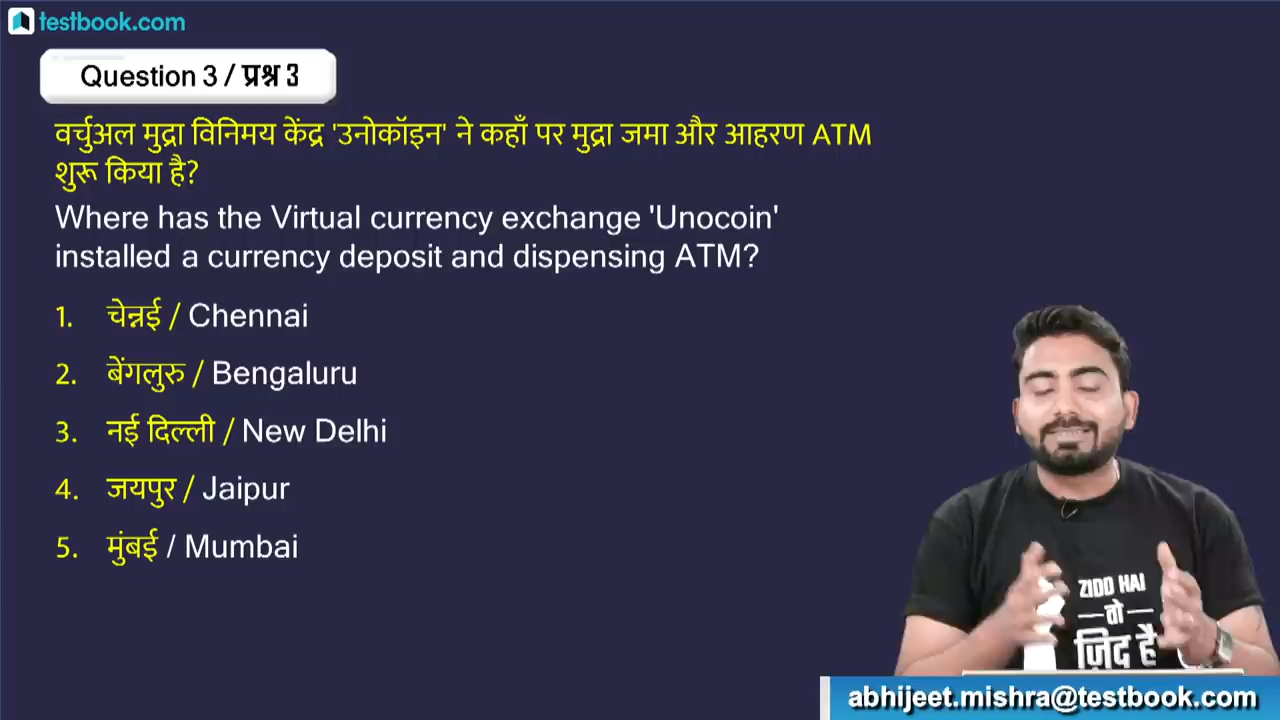 testbook.com
Question 3 / प्रश्न 3
वर्चुअल मुद्रा विनिमय केंद्र 'उनोकॉइन' ने कहाँ पर मुद्रा जमा और आहरण ATM
शुरू किया है?
Where has the Virtual currency exchange 'Unocoin'
installed a currency deposit and dispensing ATM?
1. चेन्नई / Chennai
2. बेंगलुरु / Bengaluru
3. नई दिल्ली / New Delhi
4. जयपुर / Jaipur
5. मुंबई / Mumbai
ZIDD HAI
—तो—
ज़िद है
abhijeet.mishra@testbook.com